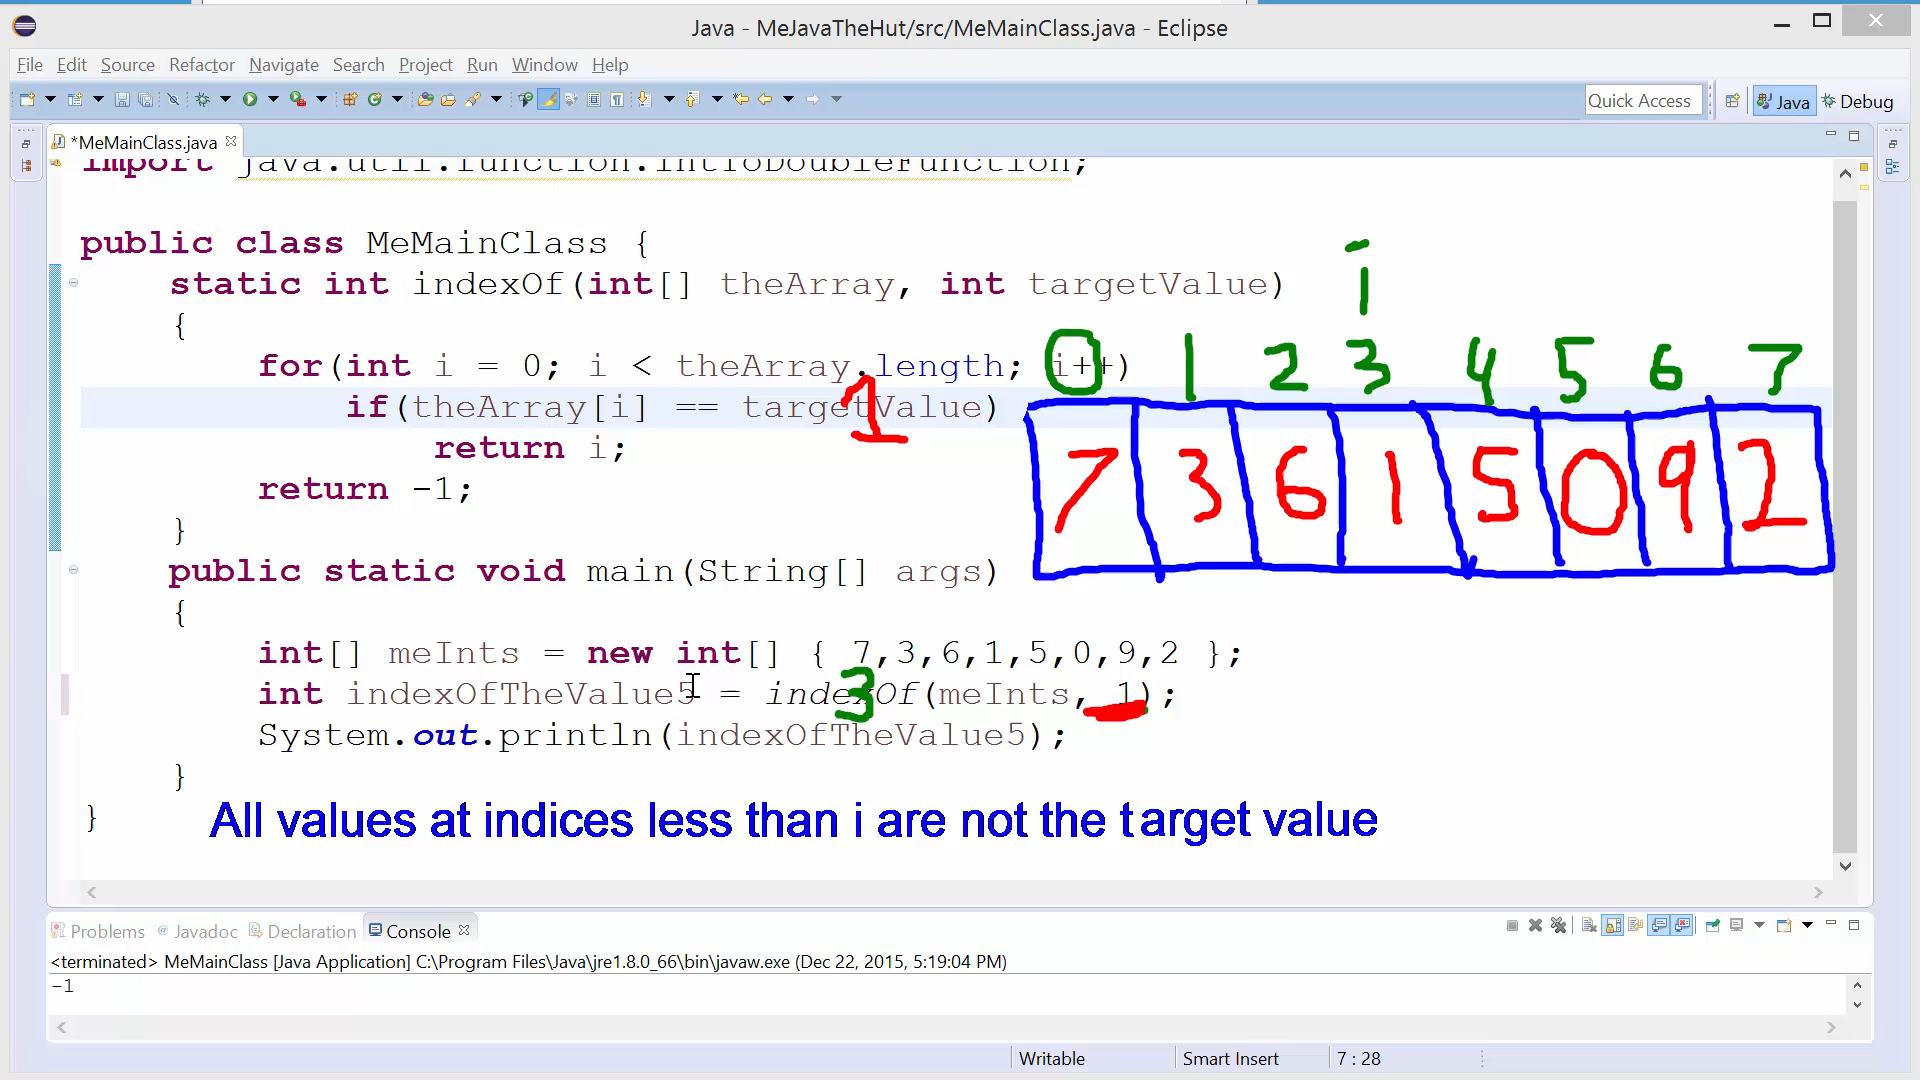 Java - MeJavaTheHut/src/MeMainClass.java - Eclipse
File Edit Source Refactor Navigate Search Project Run Window Help
Quick Access Java Debug
*MeMainClass.java
import java.util.function.IntToDoubleFunction;
public class MeMainClass {
static int indexOf(int[] theArray, int targetValue)
{
for(int i = 0; i < theArray.length; i++)
if(theArray[i] == targetValue)
return i;
return -1;
}
public static void main(String[] args)
{
int[] meInts = new int[] { 7,3,6,1,5,0,9,2 };
int indexOfTheValue5 = indexOf(meInts, 1);
System.out.println(indexOfTheValue5);
}
}
i
0 1 2 3 4 5 6 7
1
7 3 6 1 5 0 9 2
3
All values at indices less than i are not the target value
Problems @ Javadoc Declaration Console
<terminated> MeMainClass [Java Application] C:\Program Files\Java\jre1.8.0_66\bin\javaw.exe (Dec 22, 2015, 5:19:04 PM)
-1
Writable Smart Insert 7 : 28